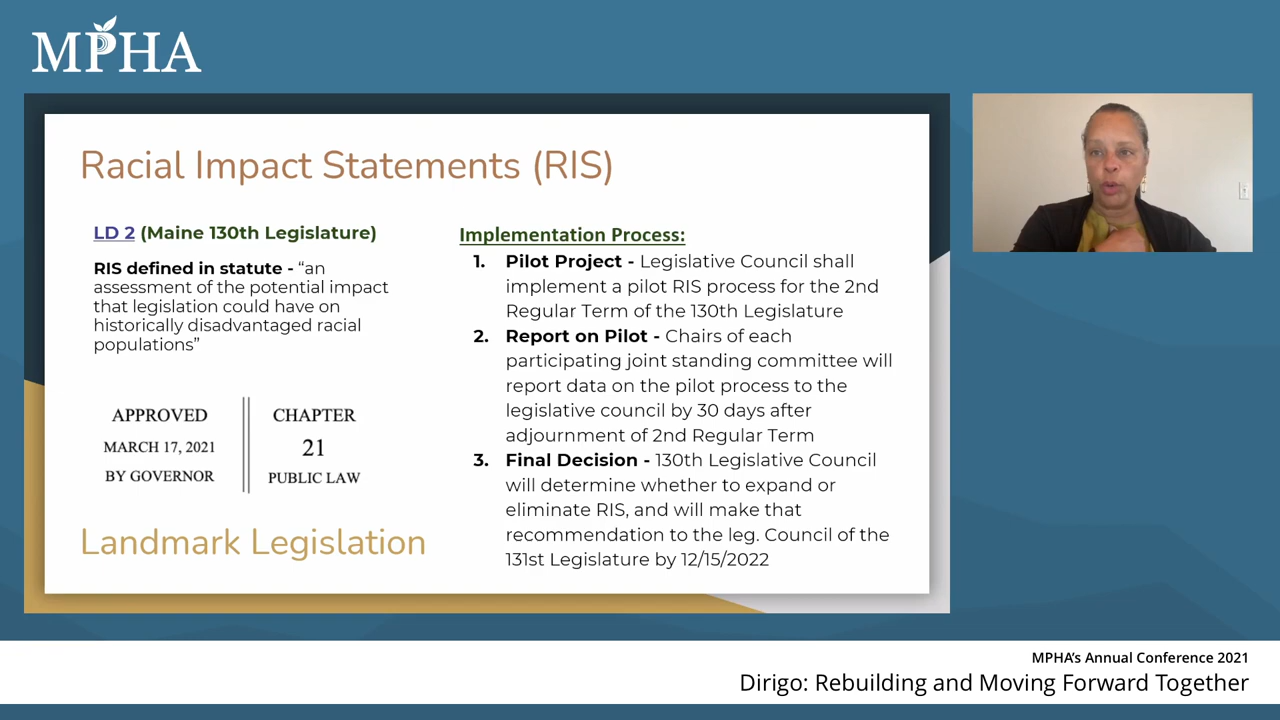 MPHA
Racial Impact Statements (RIS)
LD 2 (Maine 130th Legislature)
RIS defined in statute - “an
assessment of the potential impact
that legislation could have on
historically disadvantaged racial
populations”
APPROVED
MARCH 17, 2021
BY GOVERNOR
CHAPTER
21
PUBLIC LAW
Landmark Legislation
Implementation Process:
1. Pilot Project - Legislative Council shall
implement a pilot RIS process for the 2nd
Regular Term of the 130th Legislature
2. Report on Pilot - Chairs of each
participating joint standing committee will
report data on the pilot process to the
legislative council by 30 days after
adjournment of 2nd Regular Term
3. Final Decision - 130th Legislative Council
will determine whether to expand or
eliminate RIS, and will make that
recommendation to the leg. Council of the
131st Legislature by 12/15/2022
MPHA’s Annual Conference 2021
Dirigo: Rebuilding and Moving Forward Together